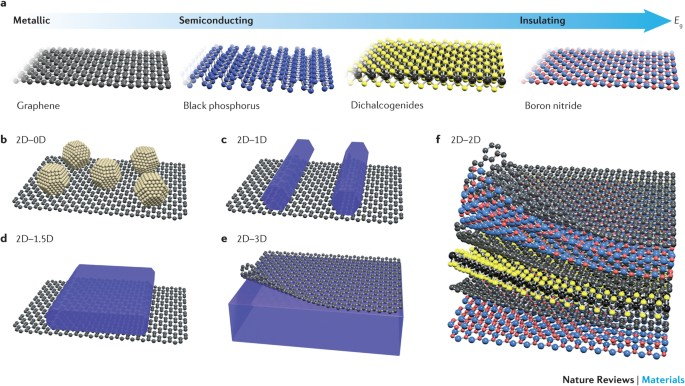 a
Metallic Semiconducting Insulating Eg
Graphene Black phosphorus Dichalcogenides Boron nitride
b 2D–0D c 2D–1D f 2D–2D
d 2D–1.5D e 2D–3D
Nature Reviews | Materials